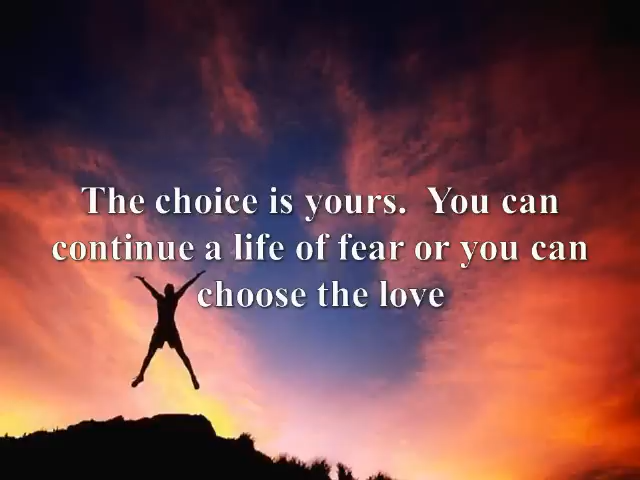 The choice is yours.  You can
continue a life of fear or you can
choose the love